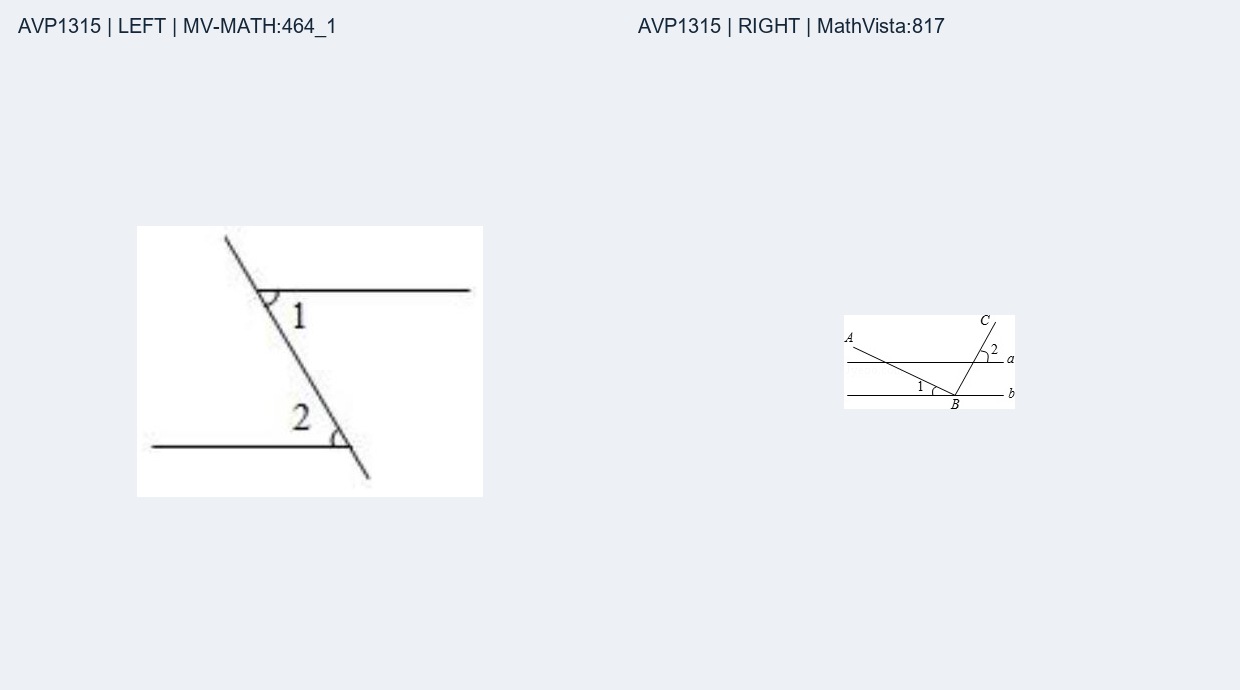 AVP1315 | LEFT | MV-MATH:464_1
AVP1315 | RIGHT | MathVista:817
1
2
C
A
2
a
1
b
B